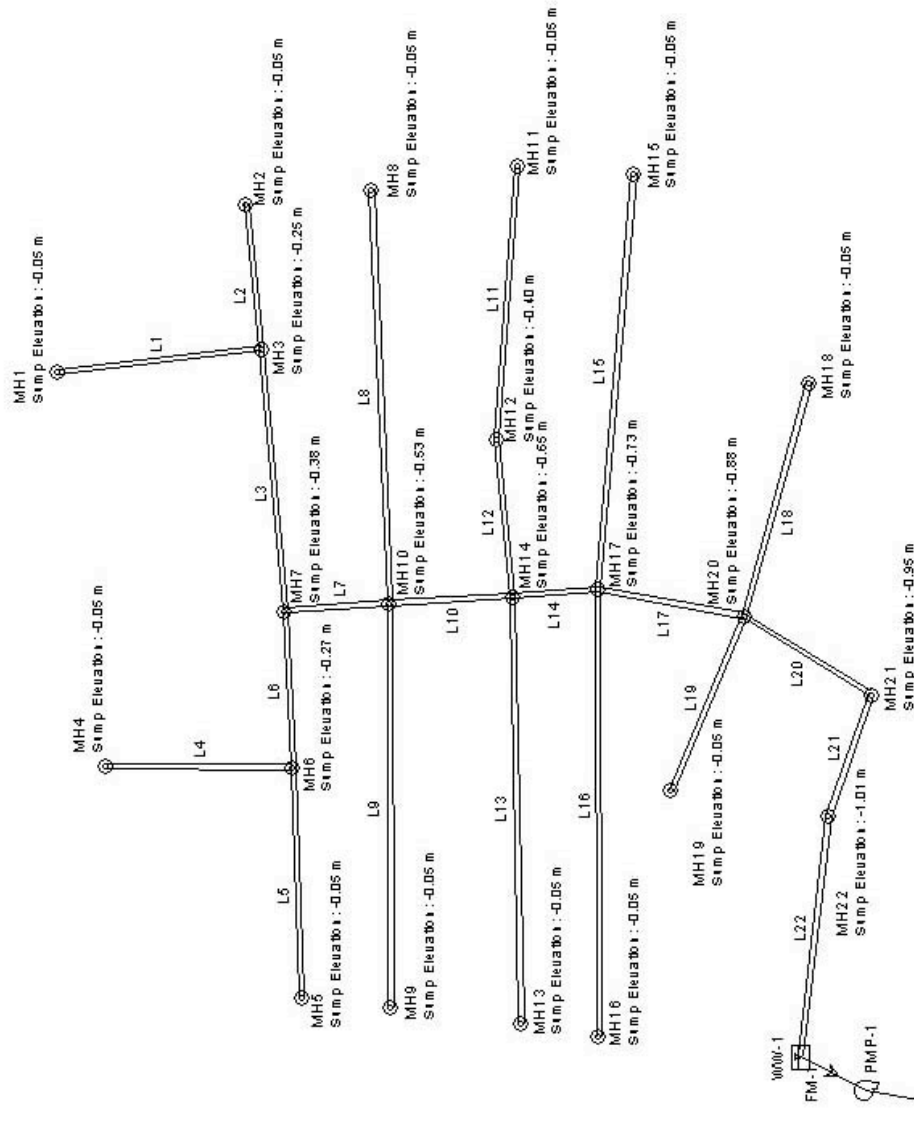 MH1
Sump Elevation: -0.05 m
L1
MH2
Sump Elevation: -0.05 m
L2
MH3
Sump Elevation: -0.25 m
L3
MH4
Sump Elevation: -0.05 m
L4
MH7
Sump Elevation: -0.38 m
L6
MH6
Sump Elevation: -0.27 m
L5
MH5
Sump Elevation: -0.05 m
L7
MH8
Sump Elevation: -0.05 m
L8
MH10
Sump Elevation: -0.53 m
L9
MH9
Sump Elevation: -0.05 m
L10
MH11
Sump Elevation: -0.05 m
L11
MH12
Sump Elevation: -0.40 m
L12
MH14
Sump Elevation: -0.65 m
L13
MH13
Sump Elevation: -0.05 m
L14
MH15
Sump Elevation: -0.05 m
L15
MH17
Sump Elevation: -0.73 m
L16
MH16
Sump Elevation: -0.05 m
L17
MH20
Sump Elevation: -0.88 m
L18
MH18
Sump Elevation: -0.05 m
L19
MH19
Sump Elevation: -0.05 m
L20
MH21
Sump Elevation: -0.95 m
L21
MH22
Sump Elevation: -1.01 m
L22
WW-1
PMP-1